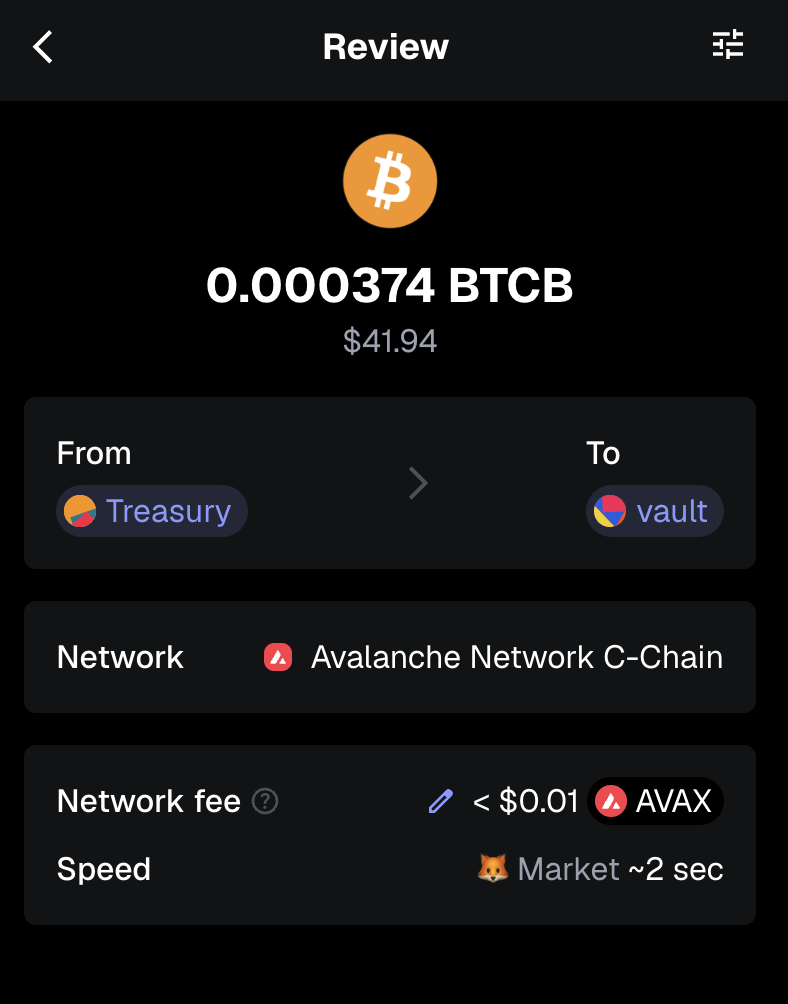 Review
0.000374 BTCB
$41.94
From
To
Treasury
vault
Network
Avalanche Network C-Chain
Network fee
< $0.01 AVAX
Speed
Market ~2 sec